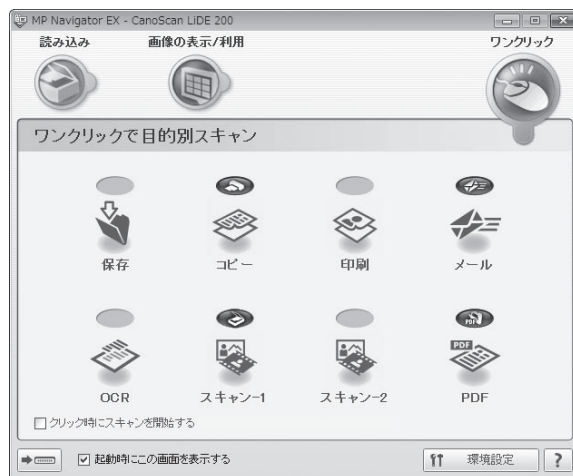 MP Navigator EX - CanoScan LiDE 200
読み込み 画像の表示/利用 ワンクリック
ワンクリックで目的別スキャン
保存 コピー 印刷 メール
PDF
PDF
OCR スキャン-1 スキャン-2 PDF
クリック時にスキャンを開始する
起動時にこの画面を表示する 環境設定 ?